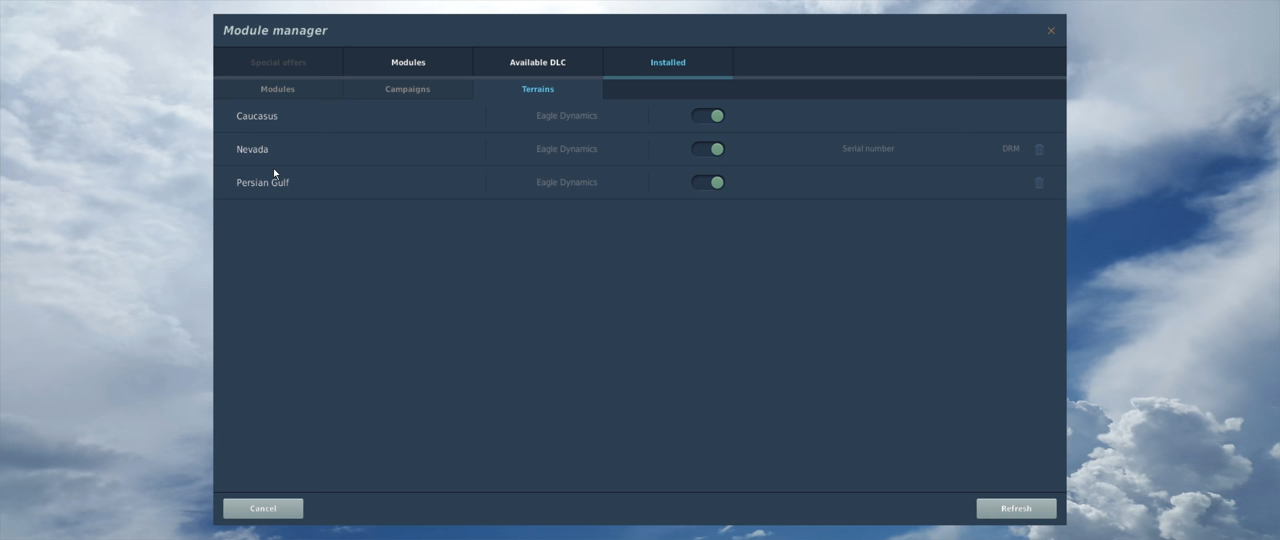 Module manager
Special offers Modules Available DLC Installed
Modules Campaigns Terrains
Caucasus Eagle Dynamics
Nevada Eagle Dynamics Serial number DRM
Persian Gulf Eagle Dynamics
Cancel Refresh